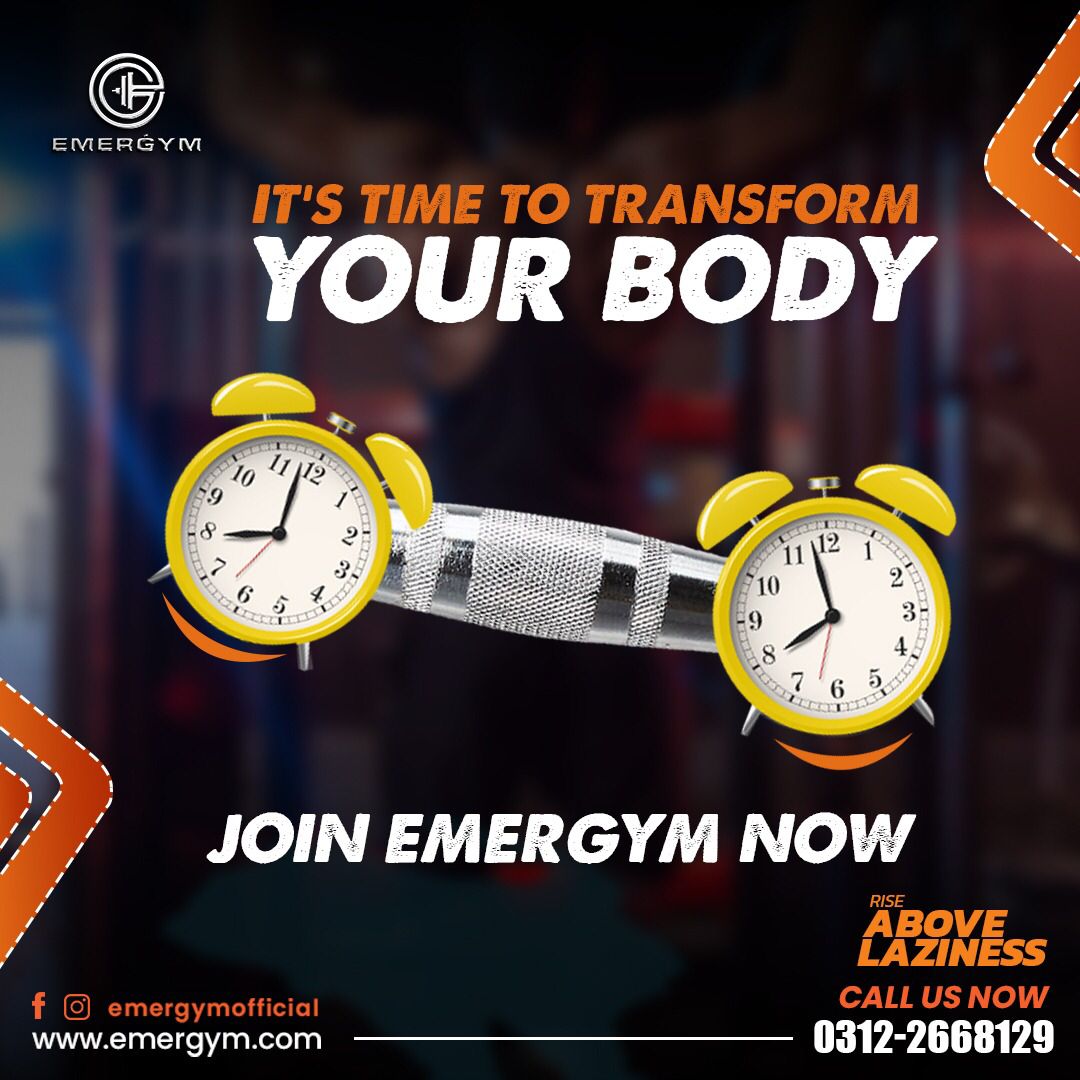 EMERGYM
IT'S TIME TO TRANSFORM
YOUR BODY
11 12 1
10 2
9 3
8 4
7 6 5
11 12 1
10 2
9 3
8 4
7 6 5
JOIN EMERGYM NOW
RISE
ABOVE
LAZINESS
emergymofficial
CALL US NOW
www.emergym.com
0312-2668129